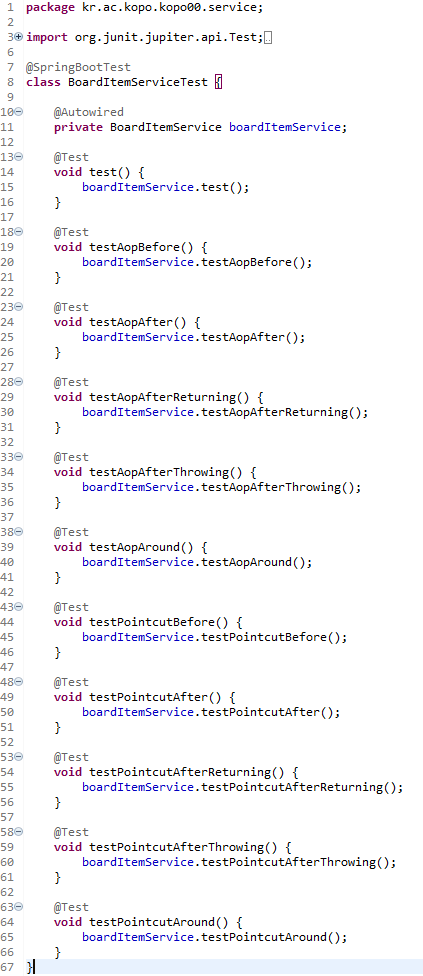 1 package kr.ac.kopo.kopo00.service;
2
3 import org.junit.jupiter.api.Test;
6
7 @SpringBootTest
8 class BoardItemServiceTest {
9
10 @Autowired
11 private BoardItemService boardItemService;
12
13 @Test
14 void test() {
15 boardItemService.test();
16 }
17
18 @Test
19 void testAopBefore() {
20 boardItemService.testAopBefore();
21 }
22
23 @Test
24 void testAopAfter() {
25 boardItemService.testAopAfter();
26 }
27
28 @Test
29 void testAopAfterReturning() {
30 boardItemService.testAopAfterReturning();
31 }
32
33 @Test
34 void testAopAfterThrowing() {
35 boardItemService.testAopAfterThrowing();
36 }
37
38 @Test
39 void testAopAround() {
40 boardItemService.testAopAround();
41 }
42
43 @Test
44 void testPointcutBefore() {
45 boardItemService.testPointcutBefore();
46 }
47
48 @Test
49 void testPointcutAfter() {
50 boardItemService.testPointcutAfter();
51 }
52
53 @Test
54 void testPointcutAfterReturning() {
55 boardItemService.testPointcutAfterReturning();
56 }
57
58 @Test
59 void testPointcutAfterThrowing() {
60 boardItemService.testPointcutAfterThrowing();
61 }
62
63 @Test
64 void testPointcutAround() {
65 boardItemService.testPointcutAround();
66 }
67 }